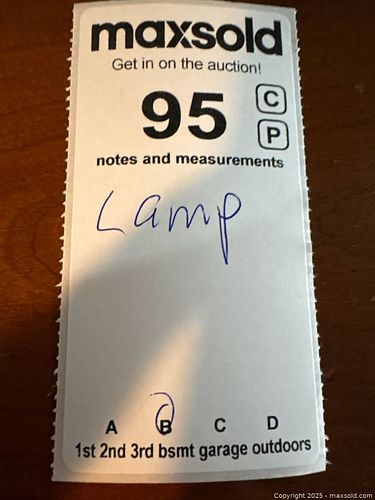 maxsold
Get in on the auction!
95
C
P
notes and measurements
Lamp
A B C D
1st 2nd 3rd bsmt garage outdoors
Copyright 2025 - maxsold.com